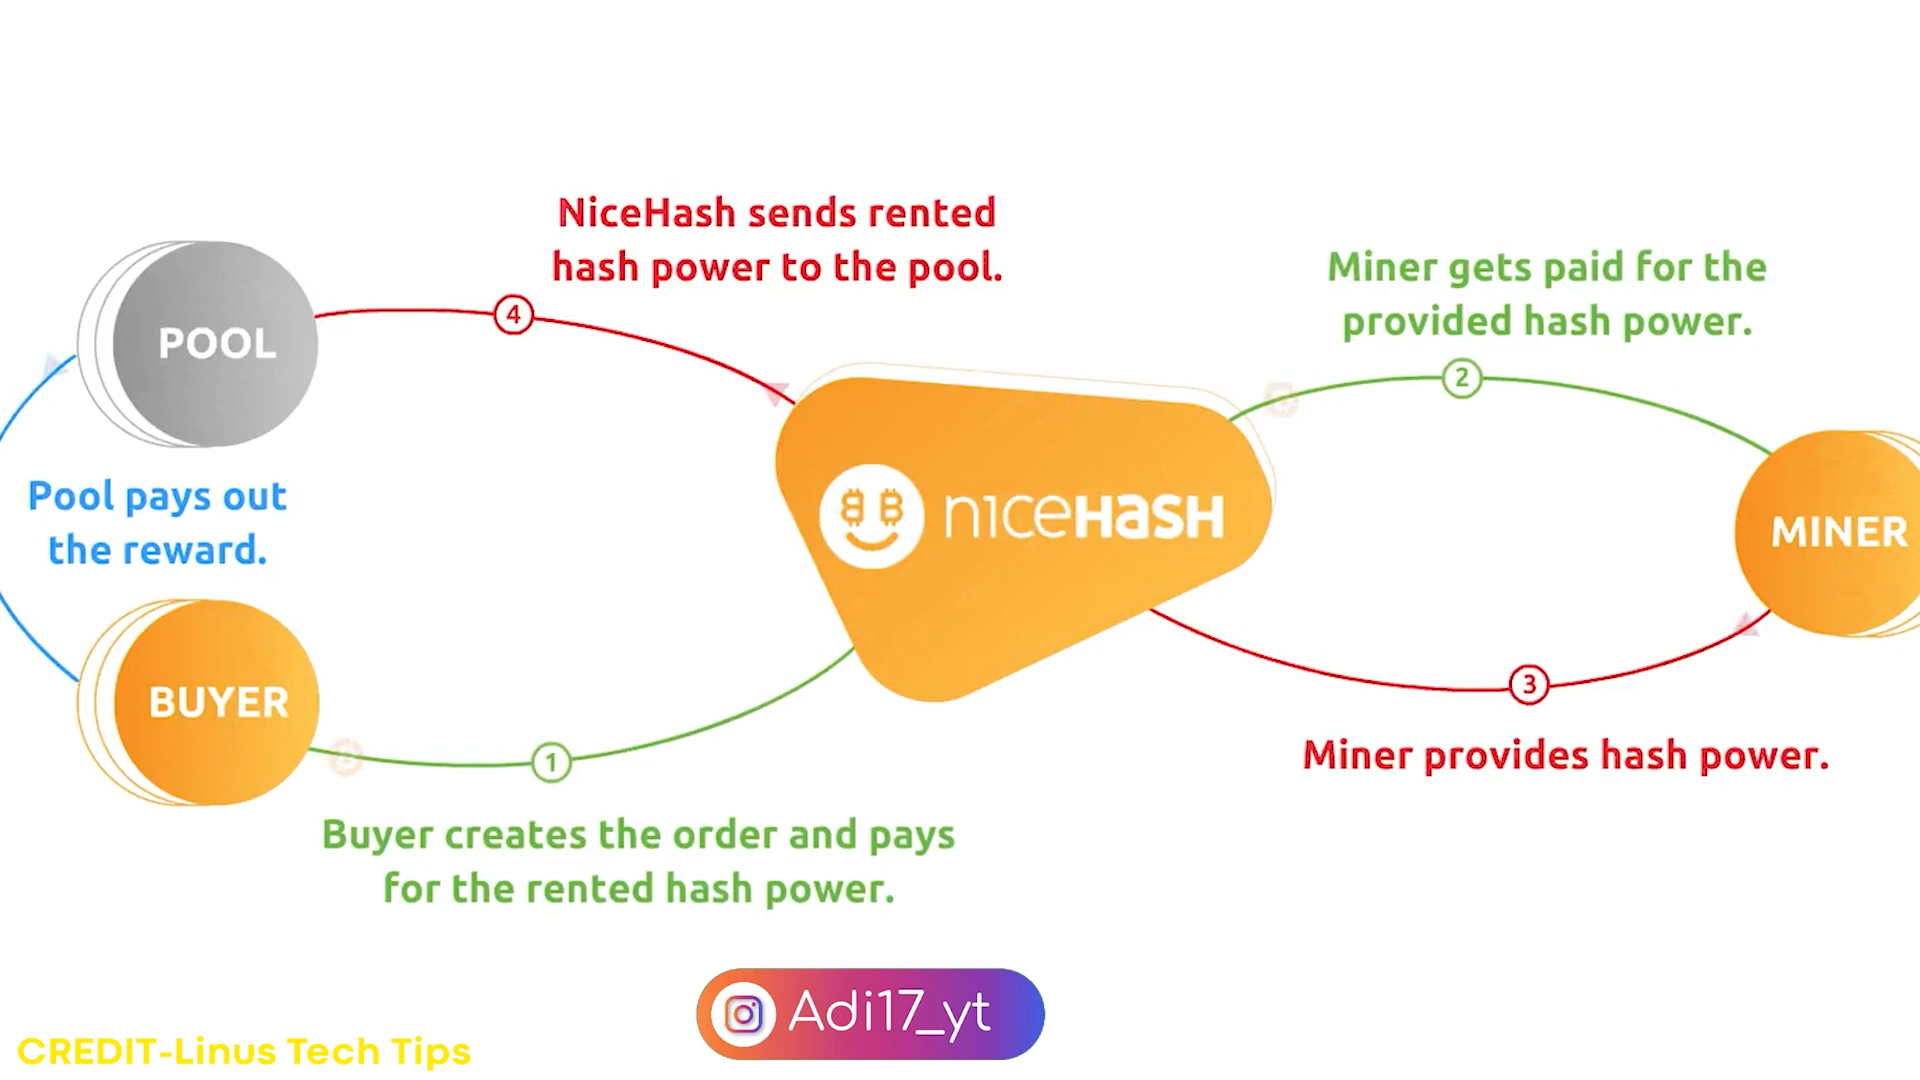 NiceHash sends rented
hash power to the pool.
Miner gets paid for the
provided hash power.
4
2
POOL
Pool pays out
the reward.
niceHasH
MINER
BUYER
3
Miner provides hash power.
1
Buyer creates the order and pays
for the rented hash power.
Adi17_yt
CREDIT-Linus Tech Tips